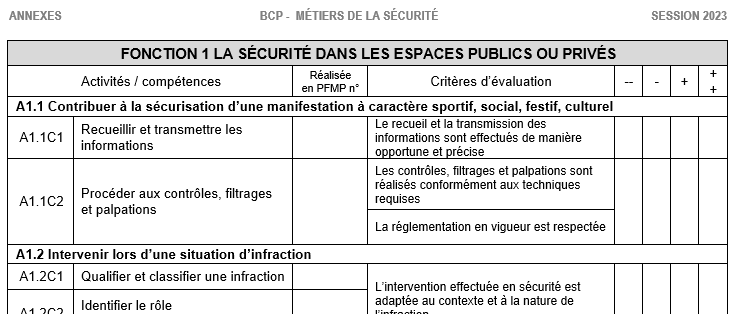 ANNEXES BCP - MÉTIERS DE LA SÉCURITÉ SESSION 2023
FONCTION 1 LA SÉCURITÉ DANS LES ESPACES PUBLICS OU PRIVÉS
Activités / compétences
Réalisée
en PFMP n°
Critères d'évaluation
-- - + +
+
A1.1 Contribuer à la sécurisation d'une manifestation à caractère sportif, social, festif, culturel
A1.1C1
Recueillir et transmettre les
informations
Le recueil et la transmission des
informations sont effectués de manière
opportune et précise
A1.1C2
Procéder aux contrôles, filtrages
et palpations
Les contrôles, filtrages et palpations sont
réalisés conformément aux techniques
requises
La réglementation en vigueur est respectée
A1.2 Intervenir lors d'une situation d'infraction
A1.2C1
Qualifier et classifier une infraction
L'intervention effectuée en sécurité est
adaptée au contexte et à la nature de
l'infraction
A1.2C2
Identifier le rôle